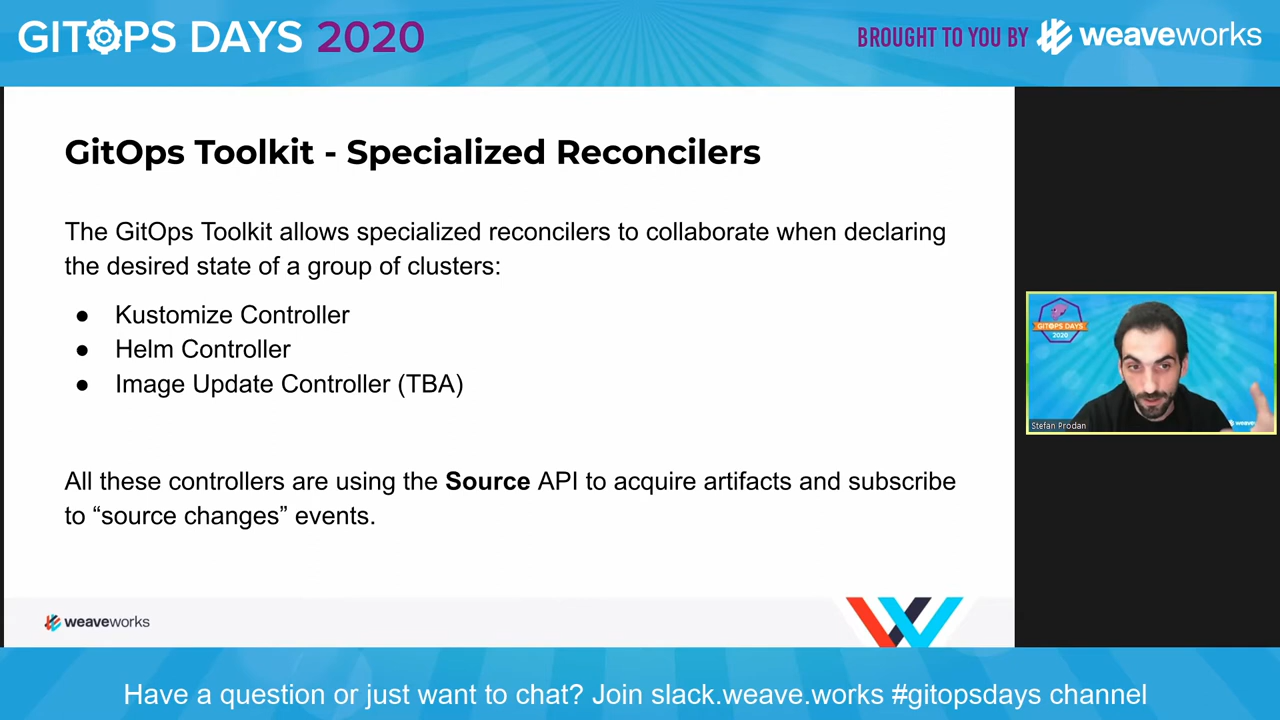 GITOPS DAYS 2020
BROUGHT TO YOU BY weaveworks
GitOps Toolkit - Specialized Reconcilers
The GitOps Toolkit allows specialized reconcilers to collaborate when declaring
the desired state of a group of clusters:
● Kustomize Controller
● Helm Controller
● Image Update Controller (TBA)
All these controllers are using the Source API to acquire artifacts and subscribe
to “source changes” events.
GITOPS DAYS
2020
weaveworks
Stefan Prodan
weaveworks
Have a question or just want to chat? Join slack.weave.works #gitopsdays channel